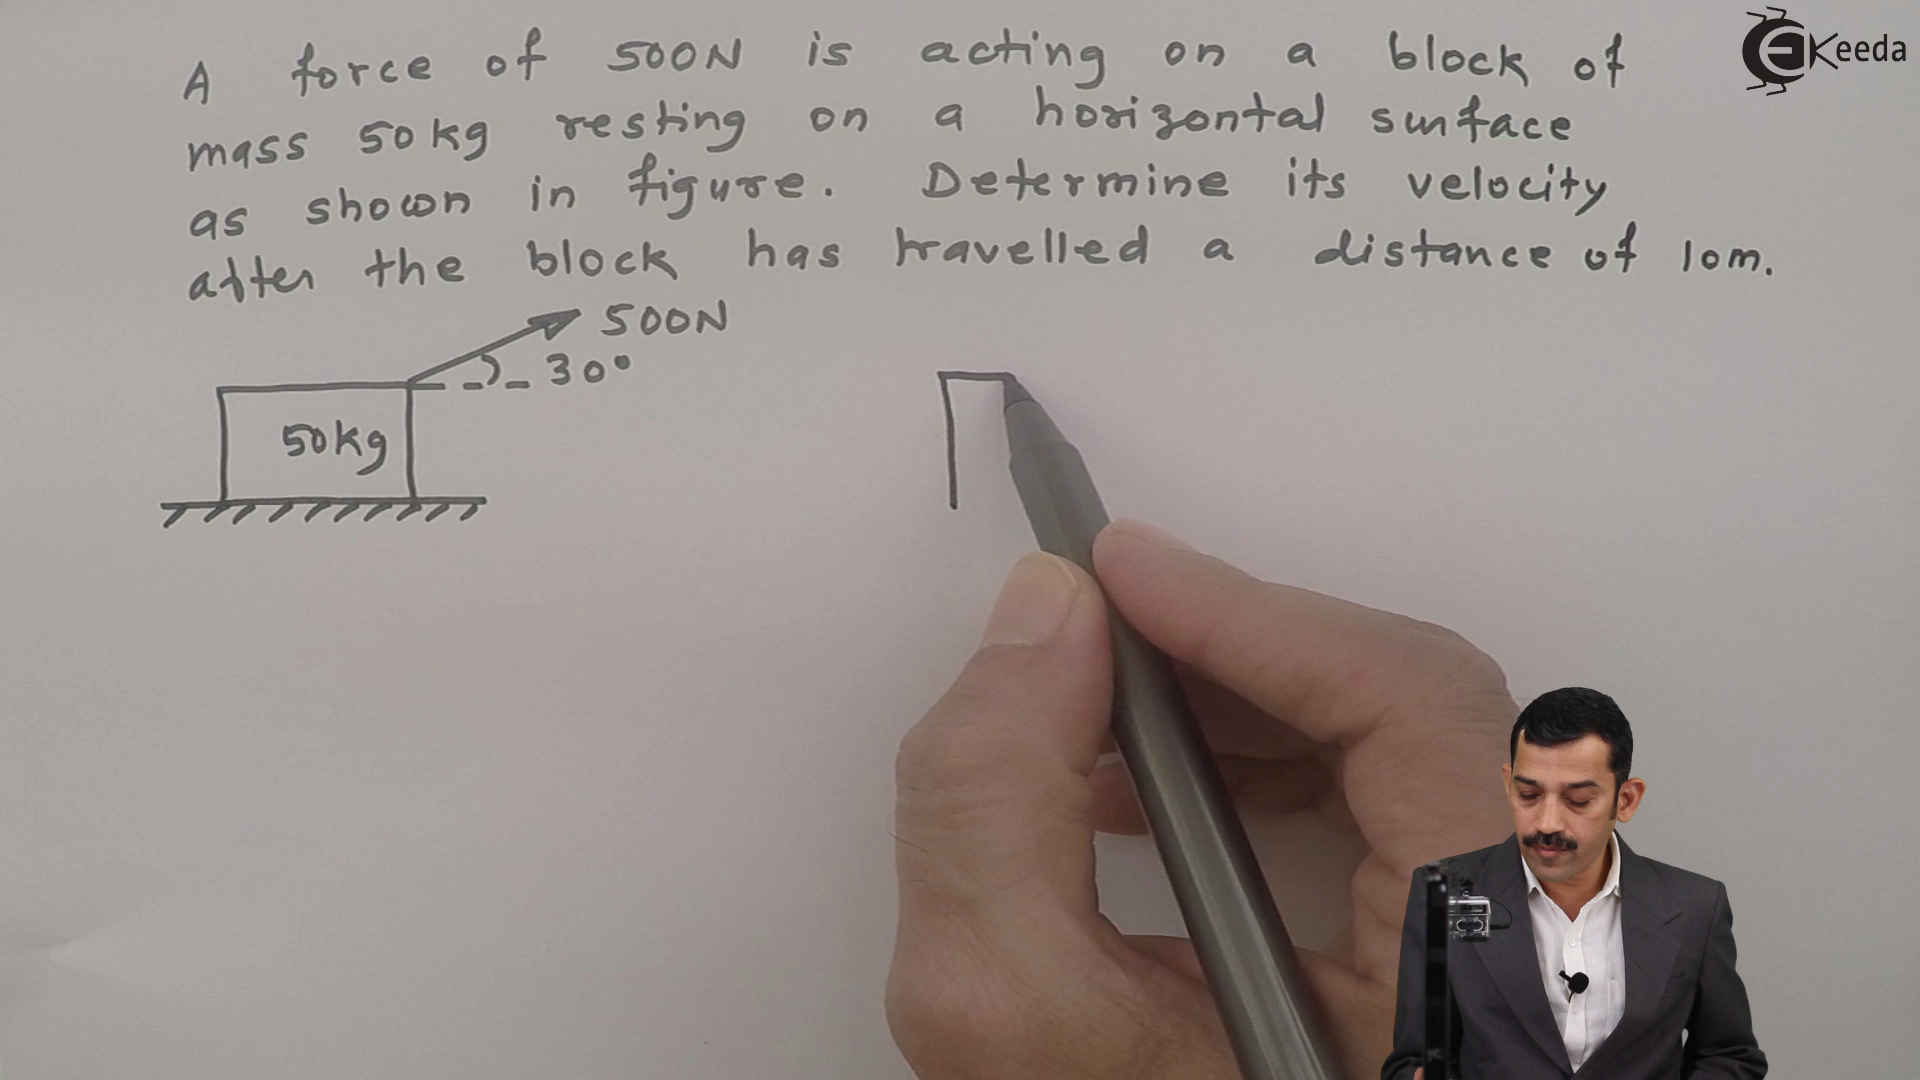 A force of 500N is acting on a block of
mass 50kg resting on a horizontal surface
as shown in figure. Determine its velocity
after the block has travelled a distance of 10m.
500N
30°
50kg
EKeeda